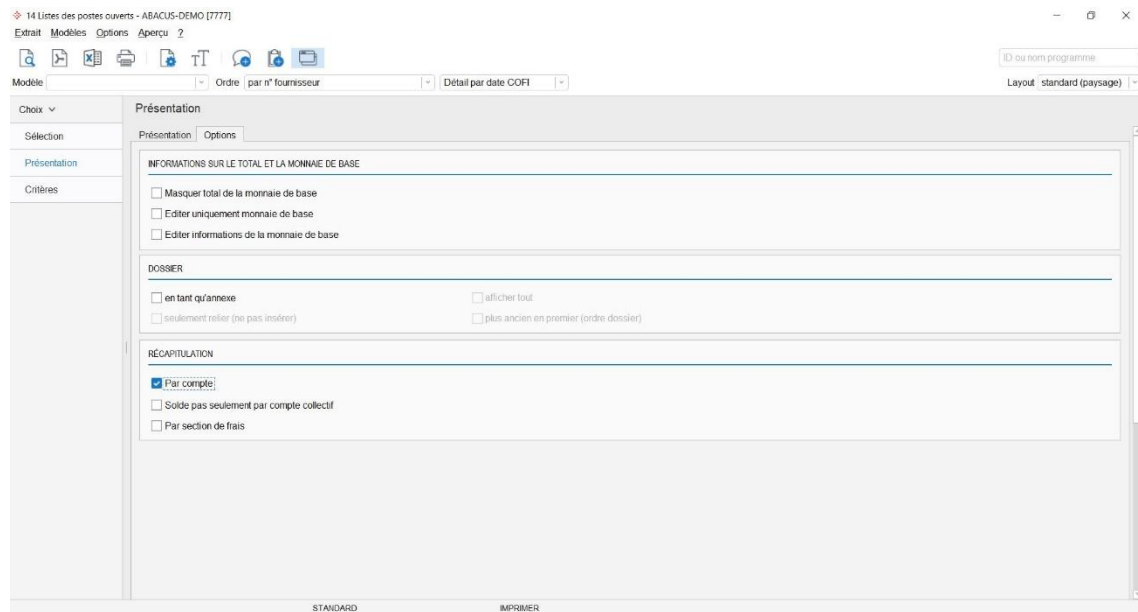 14 Listes des postes ouverts - ABACUS-DEMO [7777]
Extrait Modèles Options Aperçu ?
ID ou nom programme
Modèle Ordre par n° fournisseur Détail par date COFI Layout standard (paysage)
Choix Présentation
Sélection Présentation Options
Présentation
Critères
INFORMATIONS SUR LE TOTAL ET LA MONNAIE DE BASE
Masquer total de la monnaie de base
Editer uniquement monnaie de base
Editer informations de la monnaie de base
DOSSIER
en tant qu'annexe afficher tout
seulement relier (ne pas insérer) plus ancien en premier (ordre dossier)
RÉCAPITULATION
Par compte
Solde pas seulement par compte collectif
Par section de frais
STANDARD IMPRIMER